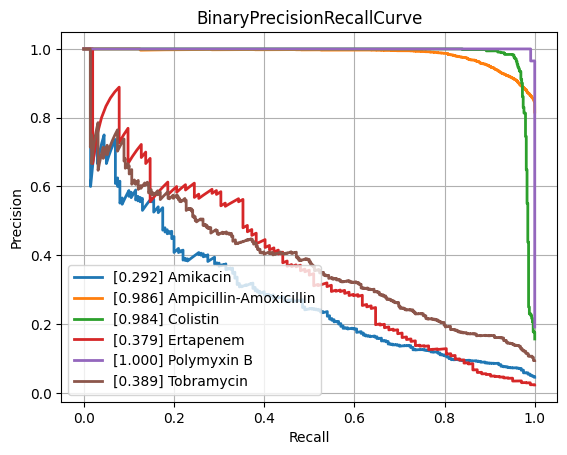 BinaryPrecisionRecallCurve
1.0
0.8
0.6
0.4
0.2
0.0
Precision
[0.292] Amikacin
[0.986] Ampicillin-Amoxicillin
[0.984] Colistin
[0.379] Ertapenem
[1.000] Polymyxin B
[0.389] Tobramycin
0.0 0.2 0.4 0.6 0.8 1.0
Recall